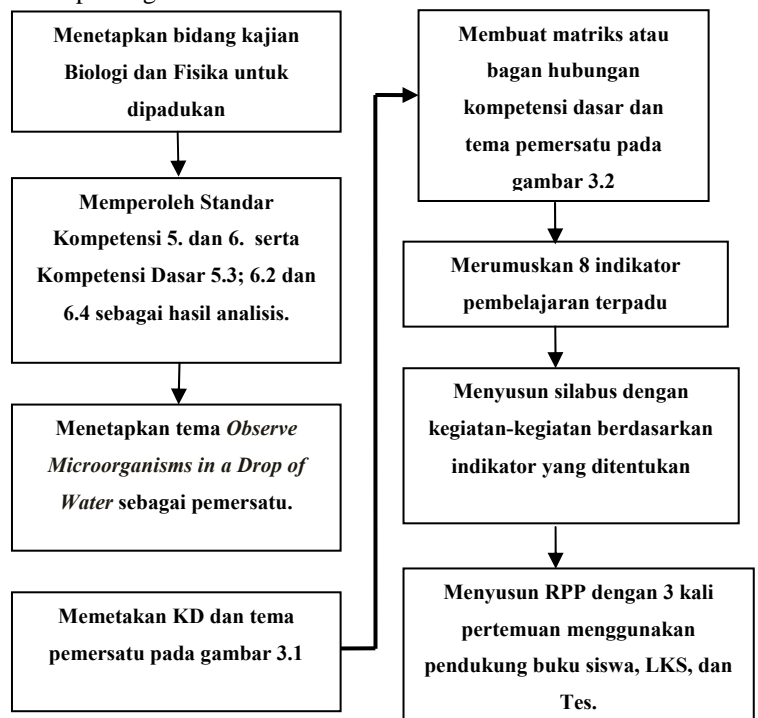 Menetapkan bidang kajian
Biologi dan Fisika untuk
dipadukan
Memperoleh Standar
Kompetensi 5. dan 6. serta
Kompetensi Dasar 5.3; 6.2 dan
6.4 sebagai hasil analisis.
Menetapkan tema Observe
Microorganisms in a Drop of
Water sebagai pemersatu.
Memetakan KD dan tema
pemersatu pada gambar 3.1
Membuat matriks atau
bagan hubungan
kompetensi dasar dan
tema pemersatu pada
gambar 3.2
Merumuskan 8 indikator
pembelajaran terpadu
Menyusun silabus dengan
kegiatan-kegiatan berdasarkan
indikator yang ditentukan
Menyusun RPP dengan 3 kali
pertemuan menggunakan
pendukung buku siswa, LKS, dan
Tes.